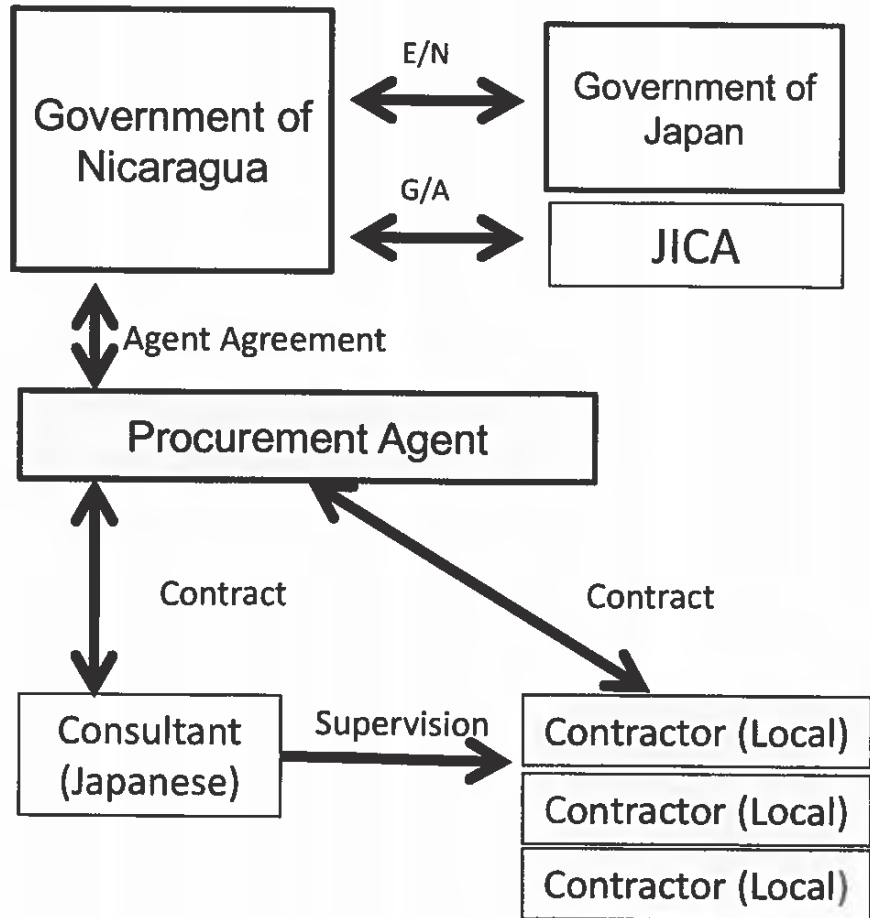 E/N
Government of
Nicaragua
Government of
Japan
G/A
JICA
Agent Agreement
Procurement Agent
Contract
Contract
Consultant
(Japanese)
Supervision
Contractor (Local)
Contractor (Local)
Contractor (Local)